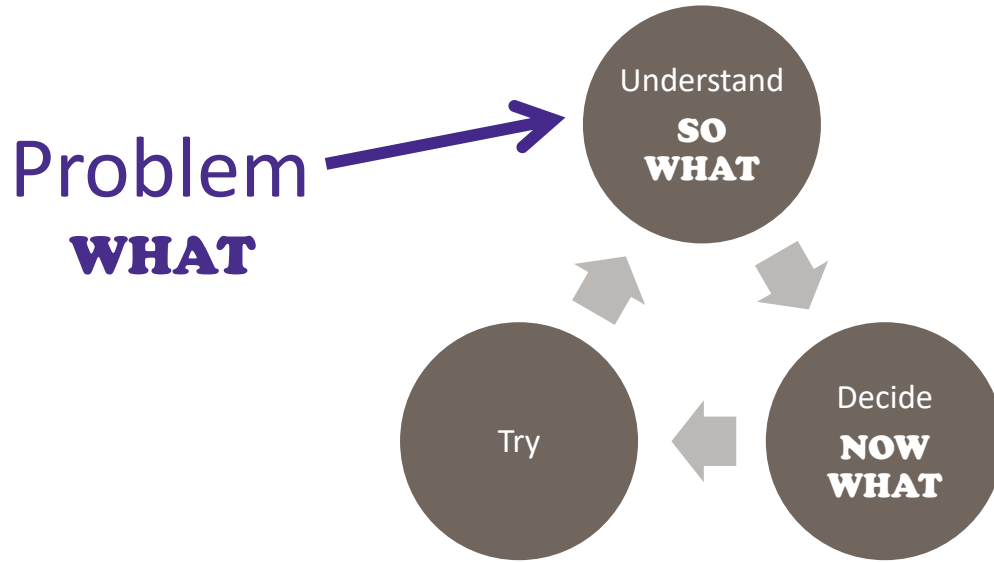 Problem
WHAT
Understand
SO
WHAT
Decide
NOW
WHAT
Try